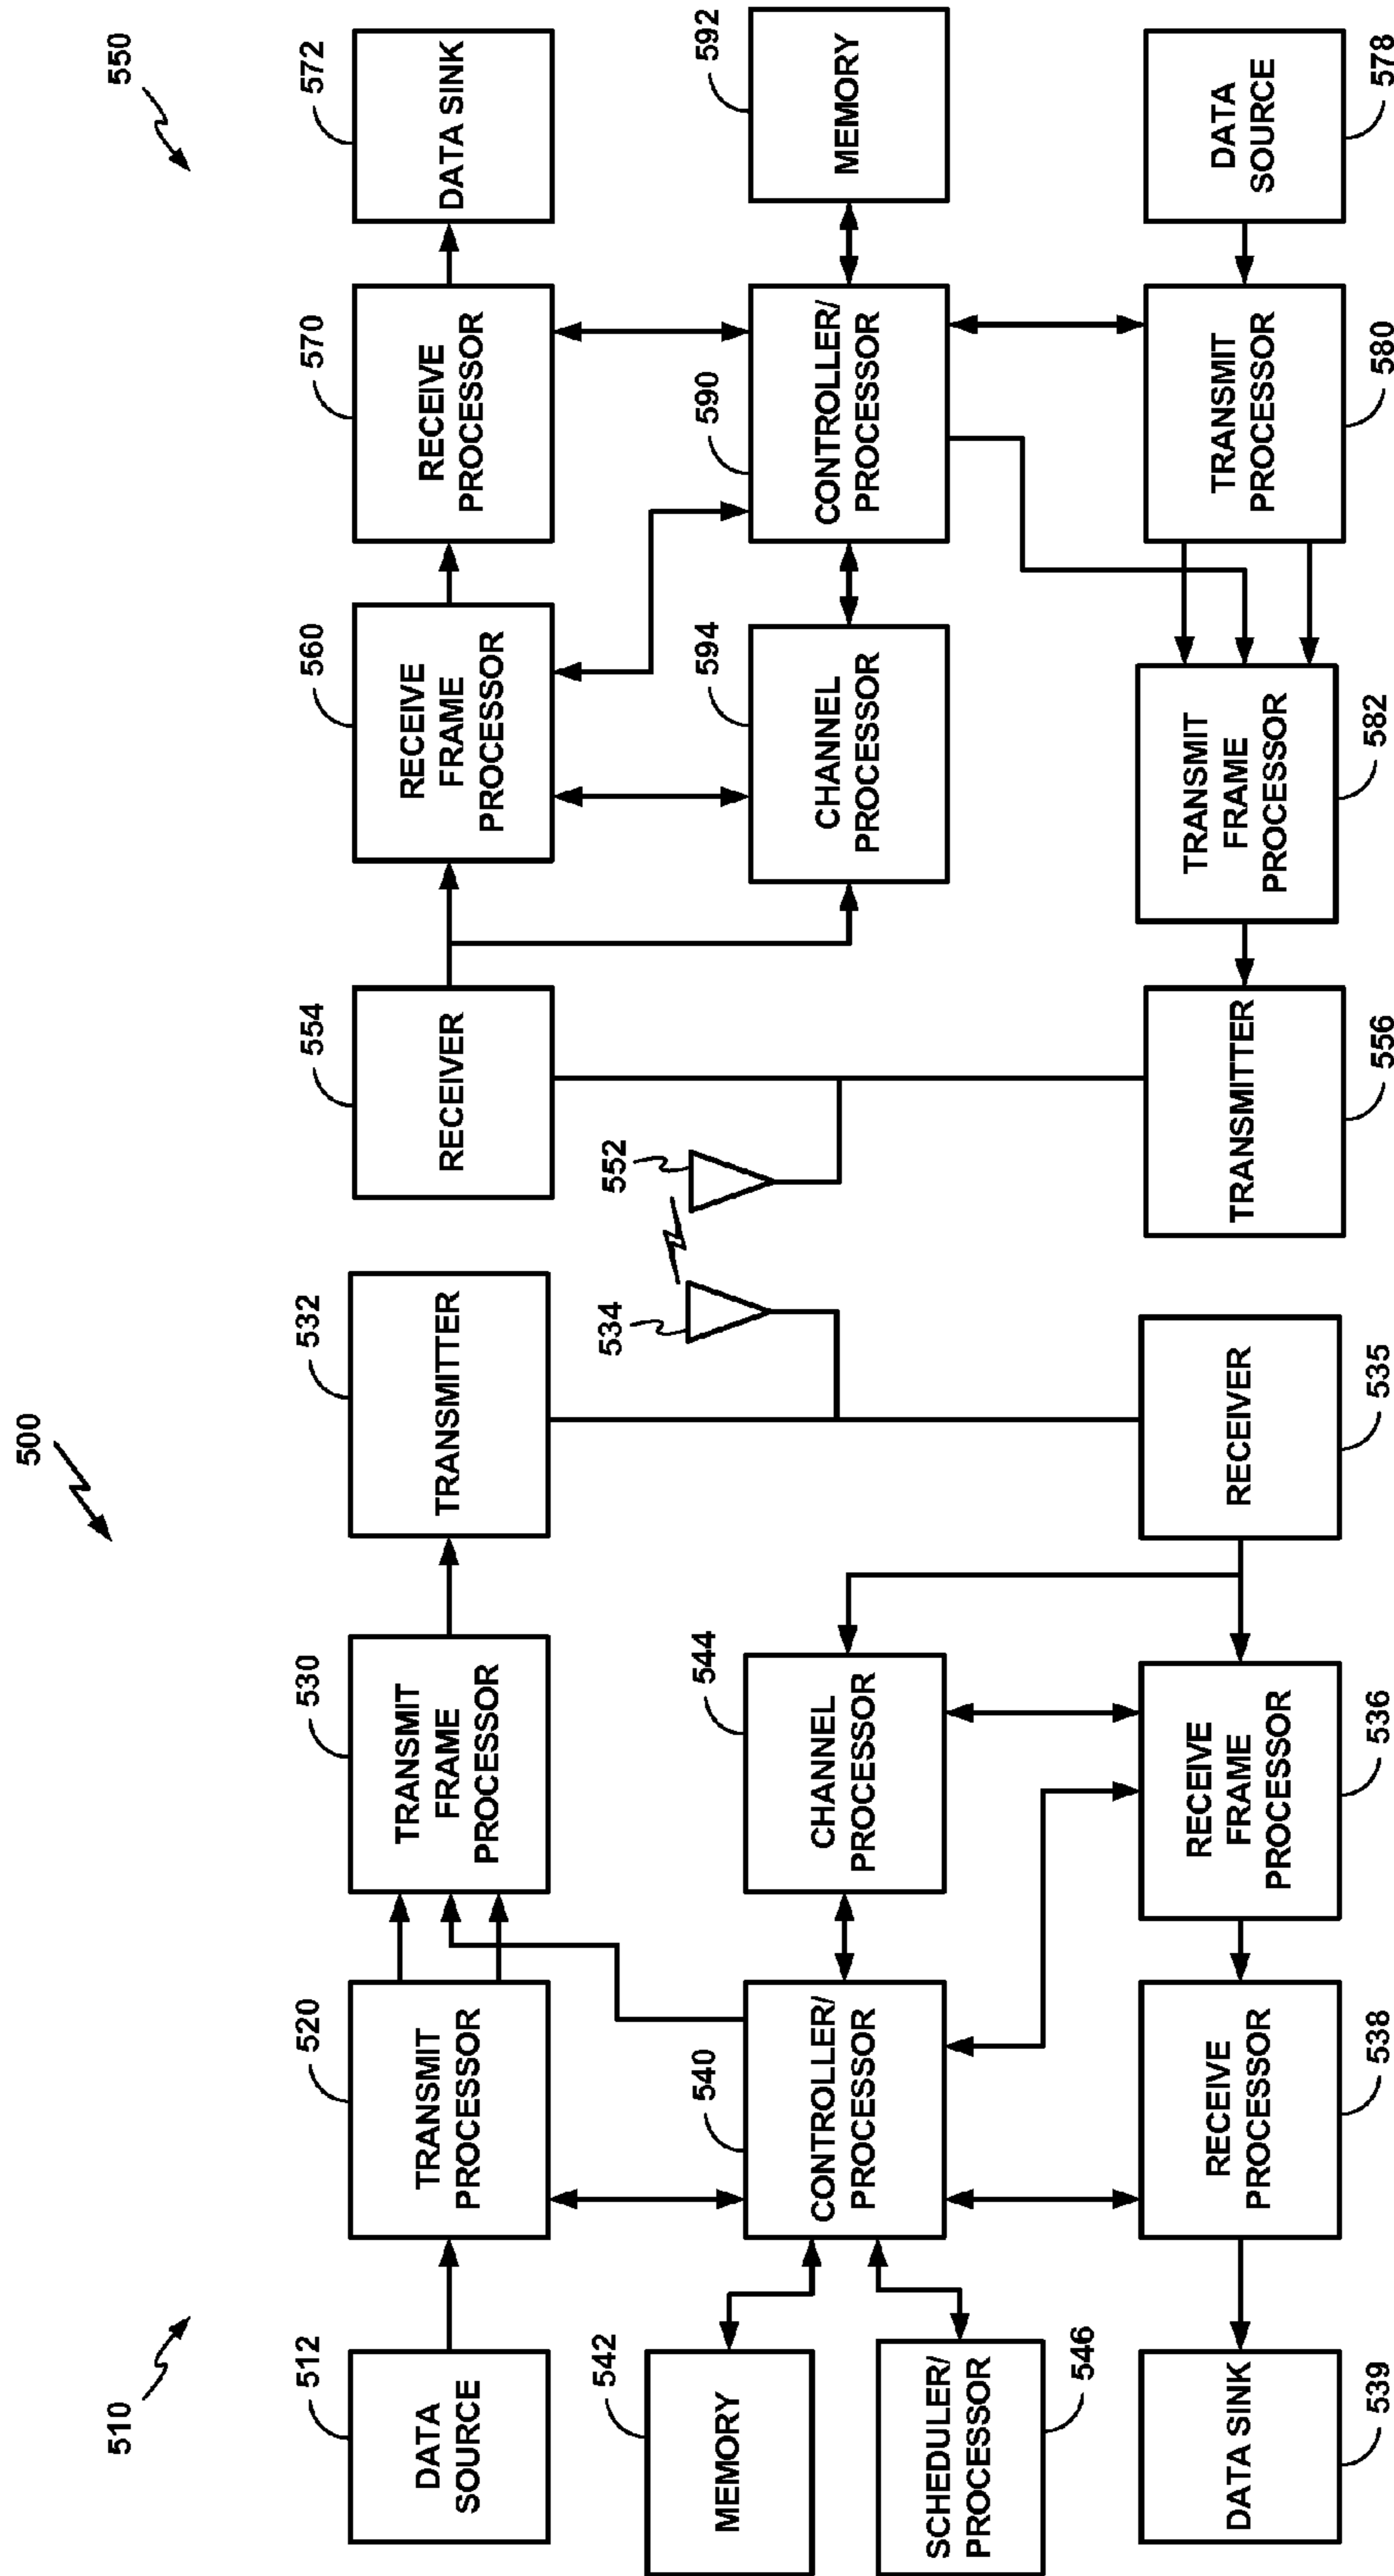 500
510
550
512
DATA
SOURCE
520
TRANSMIT
PROCESSOR
530
TRANSMIT
FRAME
PROCESSOR
532
TRANSMITTER
554
RECEIVER
560
RECEIVE
FRAME
PROCESSOR
570
RECEIVE
PROCESSOR
572
DATA SINK
542
MEMORY
546
SCHEDULER/
PROCESSOR
540
CONTROLLER/
PROCESSOR
544
CHANNEL
PROCESSOR
534
552
594
CHANNEL
PROCESSOR
590
CONTROLLER/
PROCESSOR
592
MEMORY
DATA SINK
539
RECEIVE
PROCESSOR
538
RECEIVE
FRAME
PROCESSOR
536
RECEIVER
535
TRANSMITTER
556
TRANSMIT
FRAME
PROCESSOR
582
TRANSMIT
PROCESSOR
580
DATA
SOURCE
578